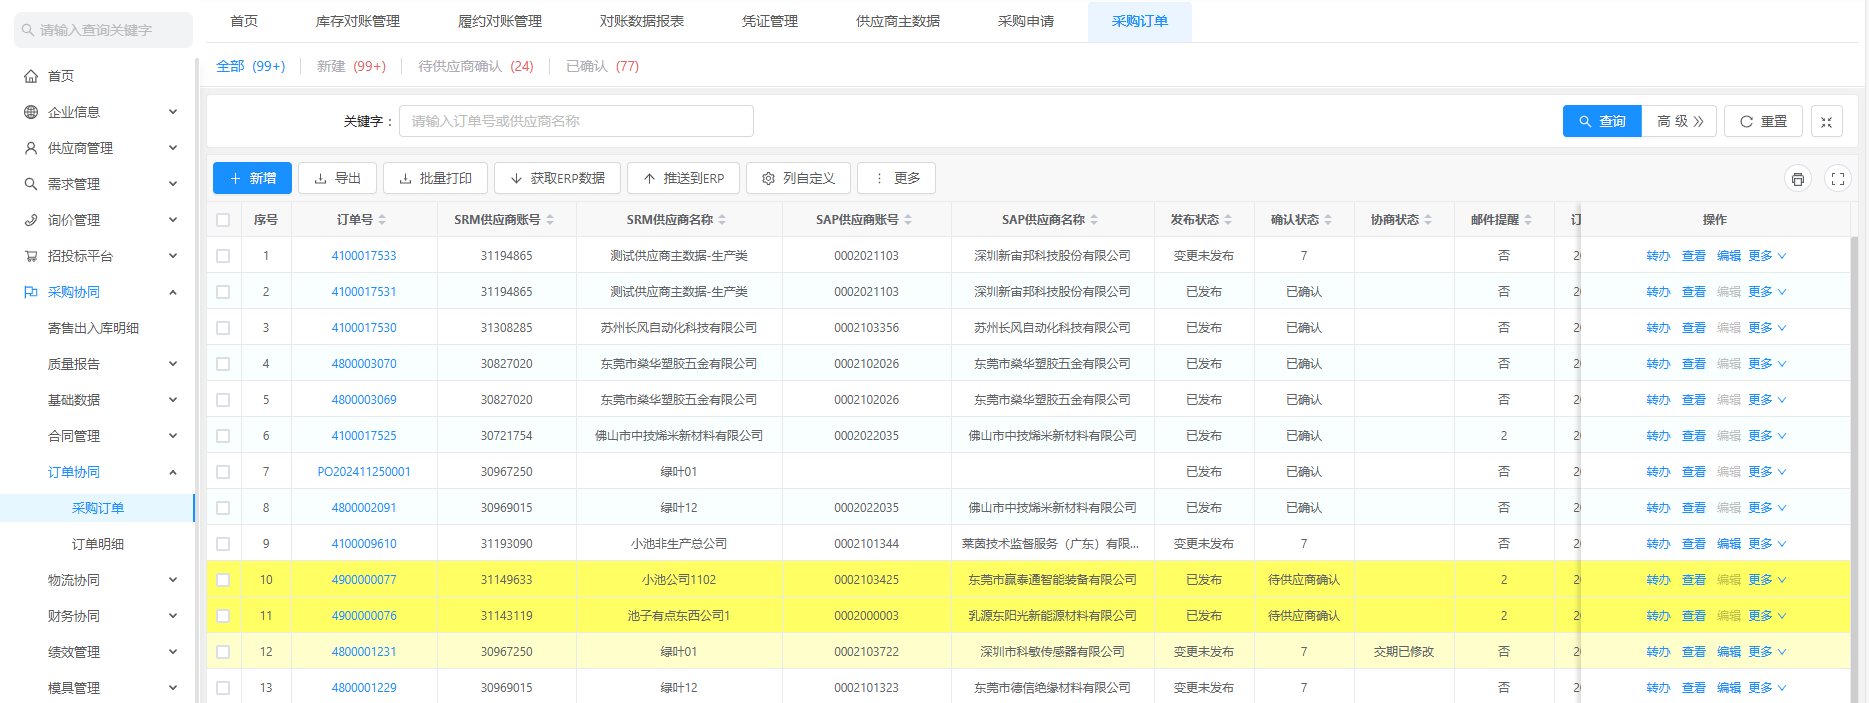 请输入查询关键字
首页
企业信息
供应商管理
需求管理
询价管理
招投标平台
采购协同
寄售出入库明细
质量报告
基础数据
合同管理
订单协同
采购订单
订单明细
物流协同
财务协同
绩效管理
模具管理
首页 库存对账管理 履约对账管理 对账数据报表 凭证管理 供应商主数据 采购申请 采购订单
全部 (99+) 新建 (99+) 待供应商确认 (24) 已确认 (77)
关键字： 请输入订单号或供应商名称 查询 高级 重置
新增 导出 批量打印 获取ERP数据 推送到ERP 列自定义 更多
序号 订单号 SRM供应商账号 SRM供应商名称 SAP供应商账号 SAP供应商名称 发布状态 确认状态 协商状态 邮件提醒 订 操作
1 4100017533 31194865 测试供应商主数据-生产类 0002021103 深圳新宙邦科技股份有限公司 变更未发布 7 否 转办 查看 编辑 更多
2 4100017531 31194865 测试供应商主数据-生产类 0002021103 深圳新宙邦科技股份有限公司 已发布 已确认 否 转办 查看 编辑 更多
3 4100017530 31308285 苏州长风自动化科技有限公司 0002103356 苏州长风自动化科技有限公司 已发布 已确认 否 转办 查看 编辑 更多
4 4800003070 30827020 东莞市燊华塑胶五金有限公司 0002102026 东莞市燊华塑胶五金有限公司 已发布 已确认 否 转办 查看 编辑 更多
5 4800003069 30827020 东莞市燊华塑胶五金有限公司 0002102026 东莞市燊华塑胶五金有限公司 已发布 已确认 否 转办 查看 编辑 更多
6 4100017525 30721754 佛山市中技烯米新材料有限公司 0002022035 佛山市中技烯米新材料有限公司 已发布 已确认 2 转办 查看 编辑 更多
7 PO202411250001 30967250 绿叶01 已发布 已确认 否 转办 查看 编辑 更多
8 4800002091 30969015 绿叶12 0002022035 佛山市中技烯米新材料有限公司 已发布 已确认 否 转办 查看 编辑 更多
9 4100009610 31193090 小池非生产总公司 0002101344 莱茵技术监督服务（广东）有限... 变更未发布 7 否 转办 查看 编辑 更多
10 4900000077 31149633 小池公司1102 0002103425 东莞市赢泰通智能装备有限公司 已发布 待供应商确认 2 转办 查看 编辑 更多
11 4900000076 31143119 池子有点东西公司1 0002000003 乳源东阳光新能源材料有限公司 已发布 待供应商确认 2 转办 查看 编辑 更多
12 4800001231 30967250 绿叶01 0002103722 深圳市科敏传感器有限公司 变更未发布 7 交期已修改 否 转办 查看 编辑 更多
13 4800001229 30969015 绿叶12 0002101323 东莞市德信绝缘材料有限公司 变更未发布 7 否 转办 查看 编辑 更多